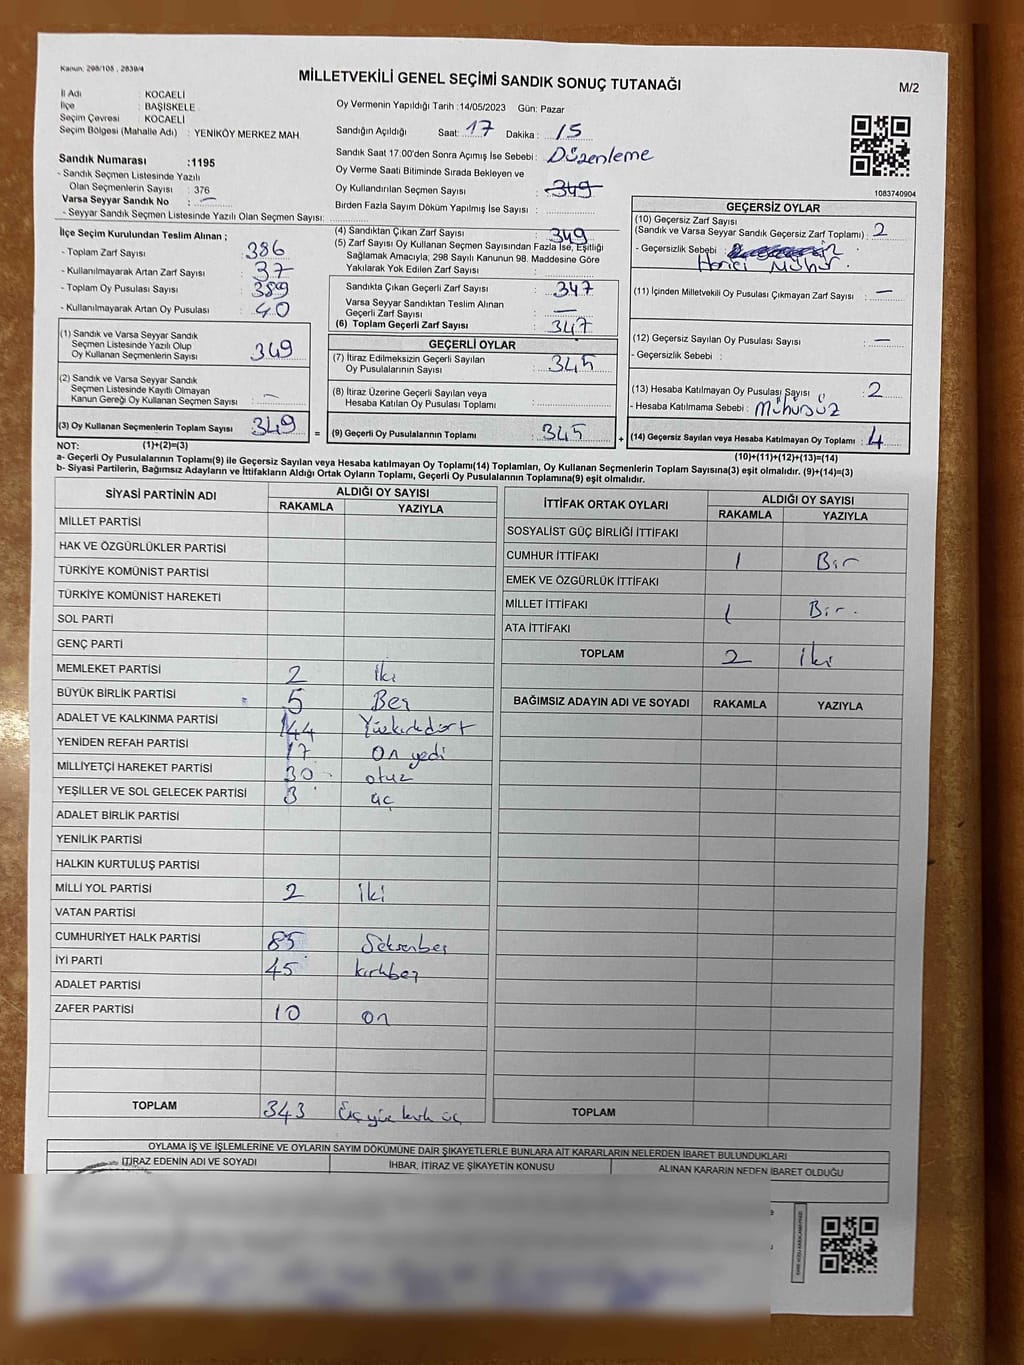 Kanun: 298/105 , 2839/4
MİLLETVEKİLİ GENEL SEÇİMİ SANDIK SONUÇ TUTANAĞI
M/2
İl Adı : KOCAELİ
İlçe : BAŞİSKELE
Seçim Çevresi : KOCAELİ
Seçim Bölgesi (Mahalle Adı) : YENİKÖY MERKEZ MAH.
Sandık Numarası :1195
- Sandık Seçmen Listesinde Yazılı
Olan Seçmenlerin Sayısı : 376
Varsa Seyyar Sandık No : —
- Seyyar Sandık Seçmen Listesinde Yazılı Olan Seçmen Sayısı:
Oy Vermenin Yapıldığı Tarih :14/05/2023 Gün: Pazar
Sandığın Açıldığı Saat: 17 Dakika : 15
Sandık Saat 17:00'den Sonra Açımış İse Sebebi : Düzenleme
Oy Verme Saati Bitiminde Sırada Bekleyen ve
Oy Kullandırılan Seçmen Sayısı : 349
Birden Fazla Sayım Döküm Yapılmış İse Sayısı :
1083740904
İlçe Seçim Kurulundan Teslim Alınan ;
- Toplam Zarf Sayısı : 386
- Kullanılmayarak Artan Zarf Sayısı : 37
- Toplam Oy Pusulası Sayısı : 389
- Kullanılmayarak Artan Oy Pusulası : 40
(1) Sandık ve Varsa Seyyar Sandık
Seçmen Listesinde Yazılı Olup
Oy Kullanan Seçmenlerin Sayısı : 349
(2) Sandık ve Varsa Seyyar Sandık
Seçmen Listesinde Kayıtlı Olmayan
Kanun Gereği Oy Kullanan Seçmen Sayısı : —
(3) Oy Kullanan Seçmenlerin Toplam Sayısı : 349
(4) Sandıktan Çıkan Zarf Sayısı : 349
(5) Zarf Sayısı Oy Kullanan Seçmen Sayısından Fazla İse, Eşitliği
Sağlamak Amacıyla; 298 Sayılı Kanunun 98. Maddesine Göre
Yakılarak Yok Edilen Zarf Sayısı :
Sandıkta Çıkan Geçerli Zarf Sayısı : 347
Varsa Seyyar Sandıktan Teslim Alınan
Geçerli Zarf Sayısı : —
(6) Toplam Geçerli Zarf Sayısı : 347
GEÇERLİ OYLAR
(7) İtiraz Edilmeksizin Geçerli Sayılan
Oy Pusulalarının Sayısı : 345
(8) İtiraz Üzerine Geçerli Sayılan veya
Hesaba Katılan Oy Pusulası Toplamı :
= (9) Geçerli Oy Pusulalarının Toplamı : 345
GEÇERSİZ OYLAR
(10) Geçersiz Zarf Sayısı
(Sandık ve Varsa Seyyar Sandık Geçersiz Zarf Toplamı) : 2
- Geçersizlik Sebebi :
Harici Mühür.
(11) İçinden Milletvekili Oy Pusulası Çıkmayan Zarf Sayısı : —
(12) Geçersiz Sayılan Oy Pusulası Sayısı : —
- Geçersizlik Sebebi :
(13) Hesaba Katılmayan Oy Pusulası Sayısı : 2
- Hesaba Katılmama Sebebi : Mühürsüz
+ (14) Geçersiz Sayılan veya Hesaba Katılmayan Oy Toplamı : 4
NOT: (1)+(2)=(3)
(10)+(11)+(12)+(13)=(14)
a- Geçerli Oy Pusulalarının Toplamı(9) ile Geçersiz Sayılan veya Hesaba katılmayan Oy Toplamı(14) Toplamları, Oy Kullanan Seçmenlerin Toplam Sayısına(3) eşit olmalıdır. (9)+(14)=(3)
b- Siyasi Partilerin, Bağımsız Adayların ve İttifakların Aldığı Ortak Oyların Toplamı, Geçerli Oy Pusulalarının Toplamına(9) eşit olmalıdır.
SİYASİ PARTİNİN ADI
ALDIĞI OY SAYISI
RAKAMLA YAZIYLA
MİLLET PARTİSİ
HAK VE ÖZGÜRLÜKLER PARTİSİ
TÜRKİYE KOMÜNİST PARTİSİ
TÜRKİYE KOMÜNİST HAREKETİ
SOL PARTİ
GENÇ PARTİ
MEMLEKET PARTİSİ 2 iki
BÜYÜK BİRLİK PARTİSİ 5 Beş
ADALET VE KALKINMA PARTİSİ 144 Yüzkırkdört
YENİDEN REFAH PARTİSİ 17 On yedi
MİLLİYETÇİ HAREKET PARTİSİ 30 otuz
YEŞİLLER VE SOL GELECEK PARTİSİ 3 üç
ADALET BİRLİK PARTİSİ
YENİLİK PARTİSİ
HALKIN KURTULUŞ PARTİSİ
MİLLİ YOL PARTİSİ 2 iki
VATAN PARTİSİ
CUMHURİYET HALK PARTİSİ 85 Seksenbeş
İYİ PARTİ 45 kırkbeş
ADALET PARTİSİ
ZAFER PARTİSİ 10 on
TOPLAM 343 Üç yüz kırk üç
İTTİFAK ORTAK OYLARI
ALDIĞI OY SAYISI
RAKAMLA YAZIYLA
SOSYALİST GÜÇ BİRLİĞİ İTTİFAKI
CUMHUR İTTİFAKI 1 Bir
EMEK VE ÖZGÜRLÜK İTTİFAKI
MİLLET İTTİFAKI 1 Bir.
ATA İTTİFAKI
TOPLAM 2 iki
BAĞIMSIZ ADAYIN ADI VE SOYADI RAKAMLA YAZIYLA
TOPLAM
OYLAMA İŞ VE İŞLEMLERİNE VE OYLARIN SAYIM DÖKÜMÜNE DAİR ŞİKAYETLERLE BUNLARA AİT KARARLARIN NELERDEN İBARET BULUNDUKLARI
İTİRAZ EDENİN ADI VE SOYADI İHBAR, İTİRAZ VE ŞİKAYETİN KONUSU ALINAN KARARIN NEDEN İBARET OLDUĞU